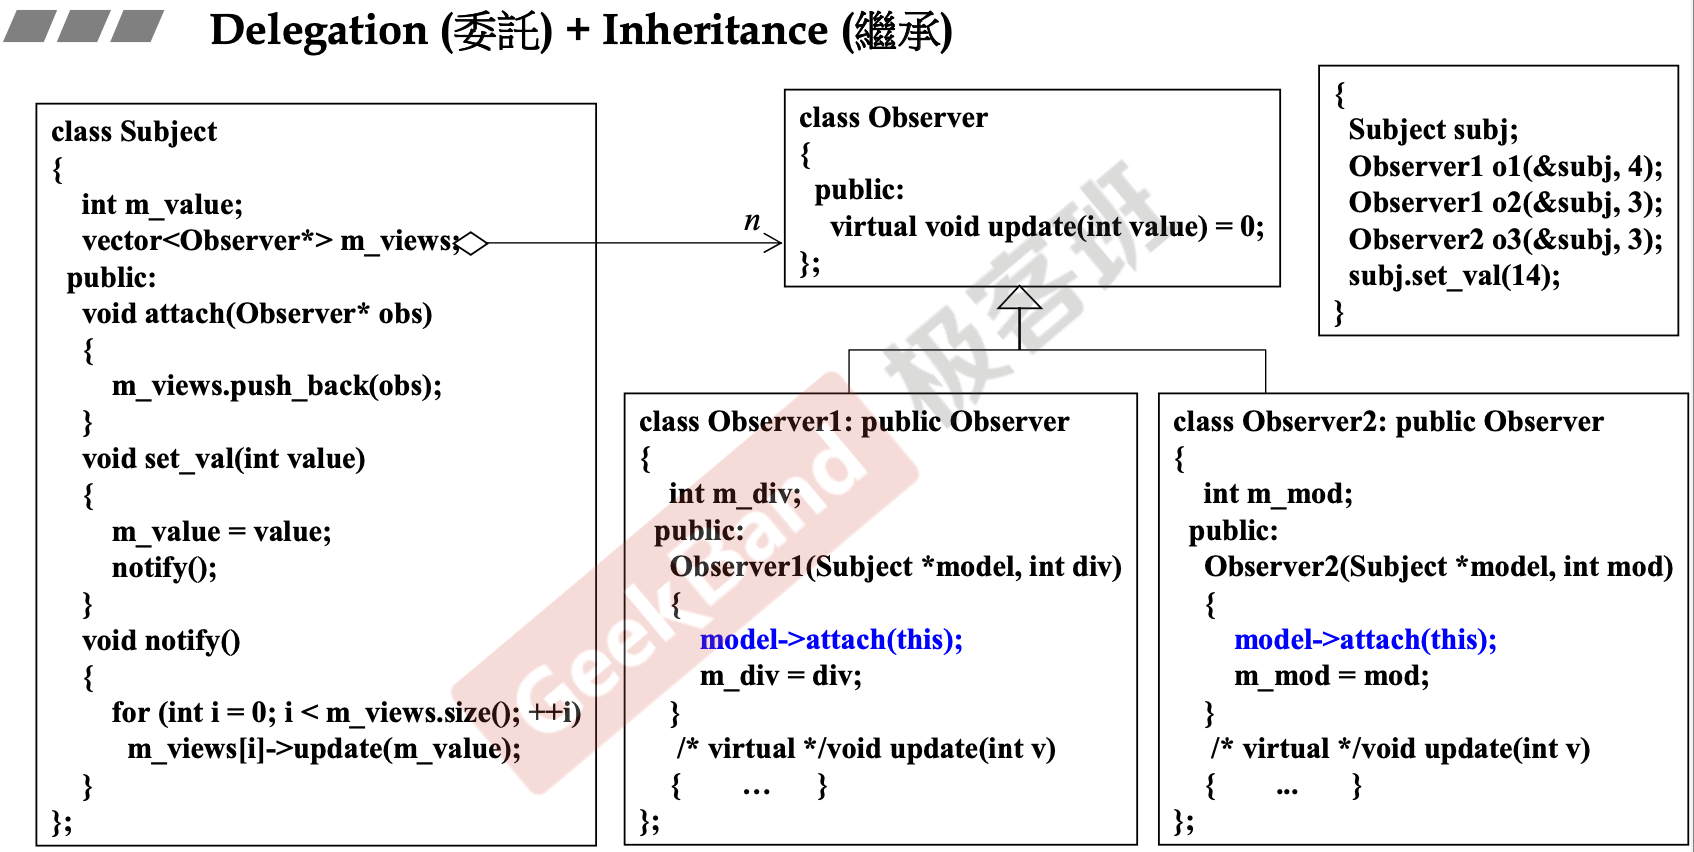 Delegation (委託) + Inheritance (繼承)
class Subject
{
int m_value;
vector<Observer*> m_views;
public:
void attach(Observer* obs)
{
m_views.push_back(obs);
}
void set_val(int value)
{
m_value = value;
notify();
}
void notify()
{
for (int i = 0; i < m_views.size(); ++i)
m_views[i]->update(m_value);
}
};
n
class Observer
{
public:
virtual void update(int value) = 0;
};
{
Subject subj;
Observer1 o1(&subj, 4);
Observer1 o2(&subj, 3);
Observer2 o3(&subj, 3);
subj.set_val(14);
}
class Observer1: public Observer
{
int m_div;
public:
Observer1(Subject *model, int div)
{
model->attach(this);
m_div = div;
}
/* virtual */void update(int v)
{ … }
};
class Observer2: public Observer
{
int m_mod;
public:
Observer2(Subject *model, int mod)
{
model->attach(this);
m_mod = mod;
}
/* virtual */void update(int v)
{ ... }
};
GeekBand 极客班